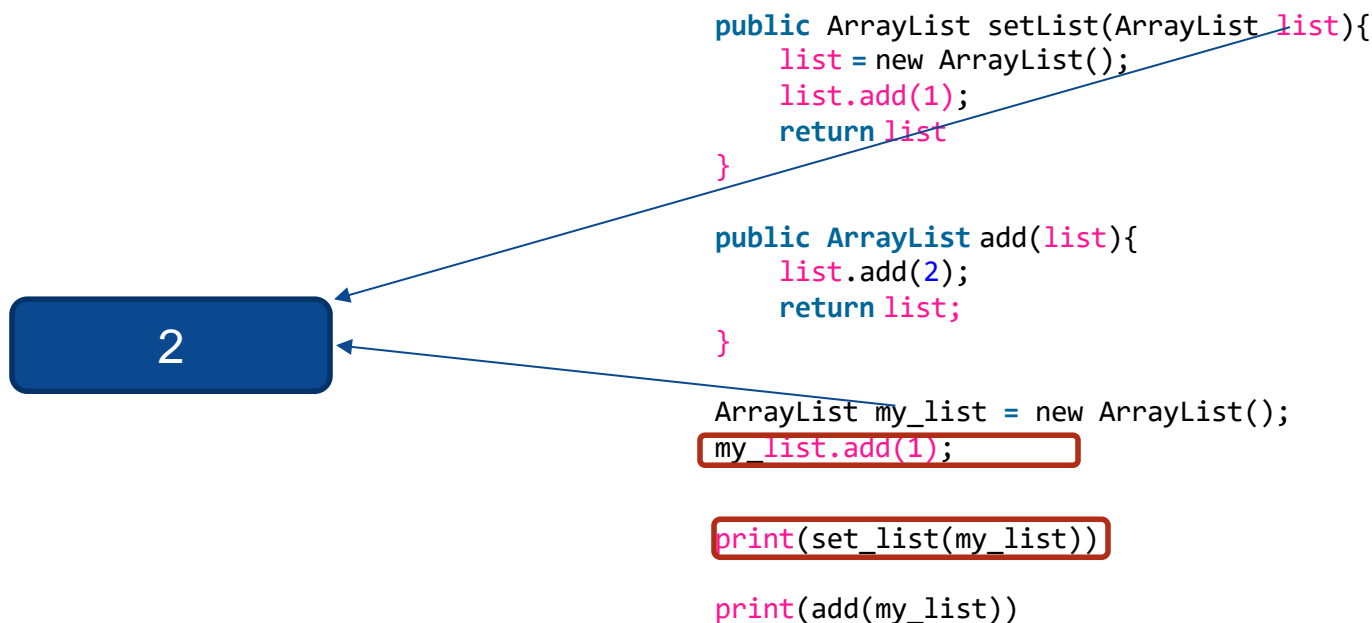 public ArrayList setList(ArrayList list){
    list = new ArrayList();
    list.add(1);
    return list
}
public ArrayList add(list){
    list.add(2);
    return list;
}
2
ArrayList my_list = new ArrayList();
my_list.add(1);
print(set_list(my_list))
print(add(my_list))